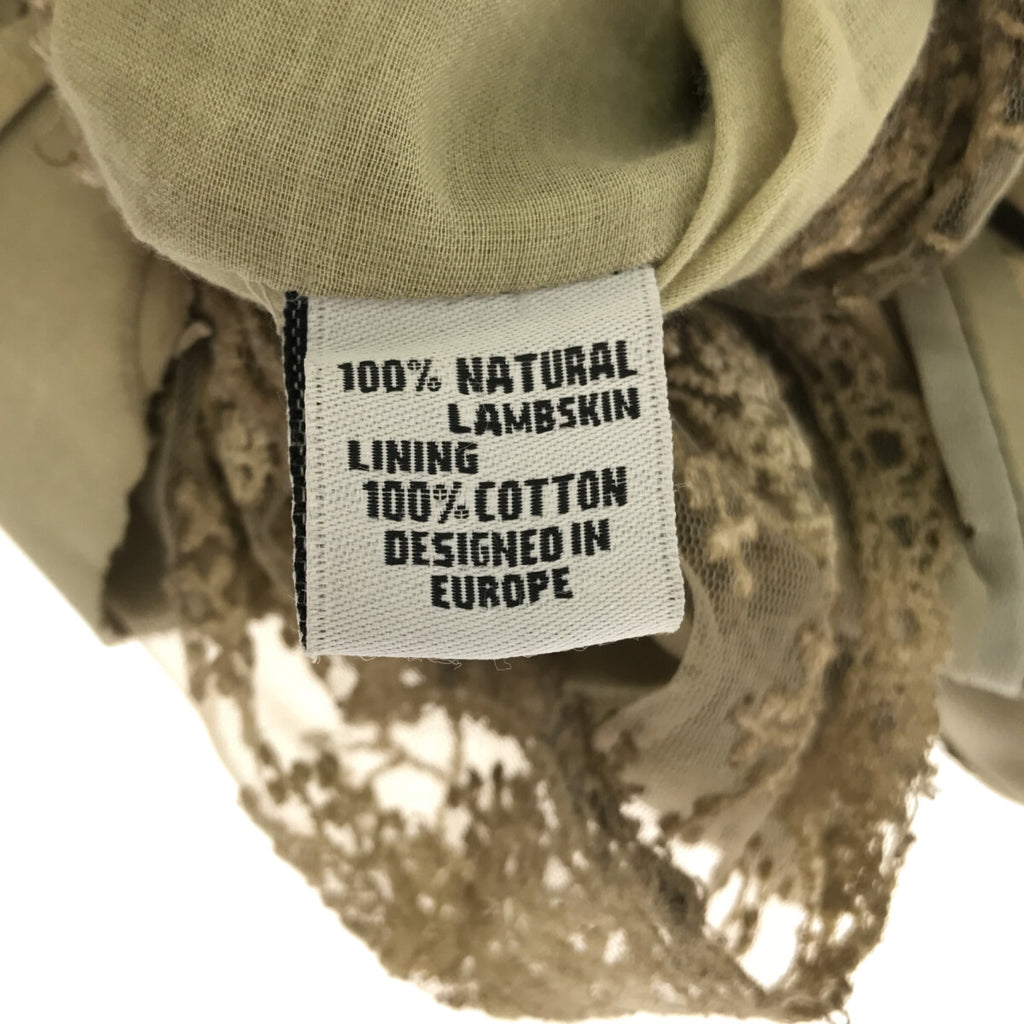 100% NATURAL
LAMBSKIN
LINING
100% COTTON
DESIGNED IN
EUROPE